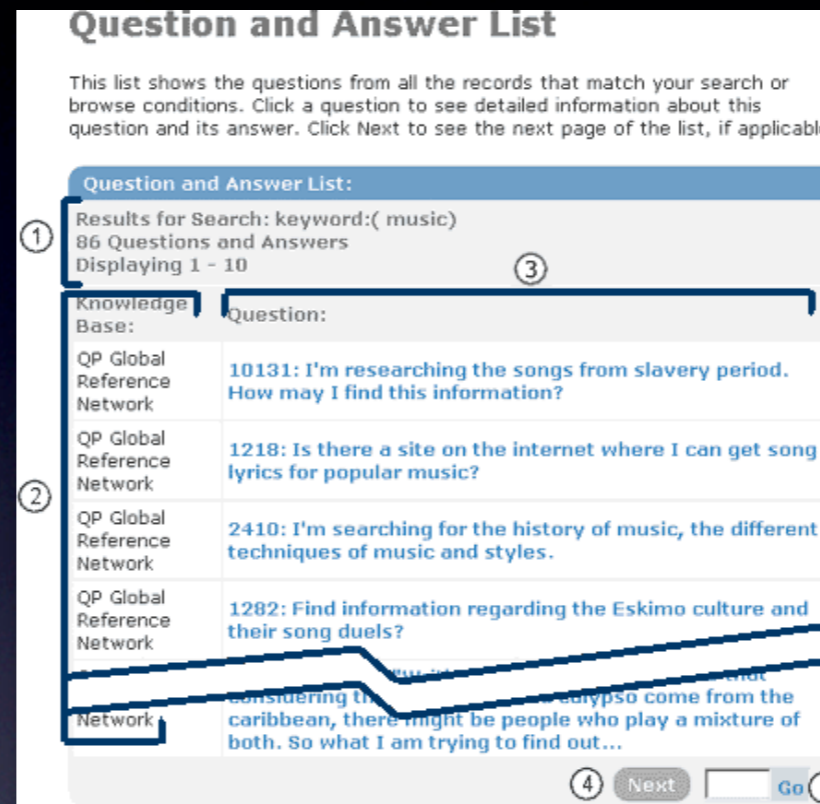 Question and Answer List
This list shows the questions from all the records that match your search or
browse conditions. Click a question to see detailed information about this
question and its answer. Click Next to see the next page of the list, if
Question and Answer List:
Results for Search: keyword:( music)
86 Questions and Answers
Displaying 1 - 10
1
3
Knowledge
Base:
Question:
QP Global
Reference
Network
10131: I'm researching the songs from slavery period.
How may I find this information?
QP Global
Reference
Network
1218: Is there a site on the internet where I can get song
lyrics for popular music?
2
QP Global
Reference
Network
2410: I'm searching for the history of music, the different
techniques of music and styles.
QP Global
Reference
Network
1282: Find information regarding the Eskimo culture and
their song duels?
that
Network
considering calypso come from the
caribbean, there might be people who play a mixture of
both. So what I am trying to find out...
4
Next
Go